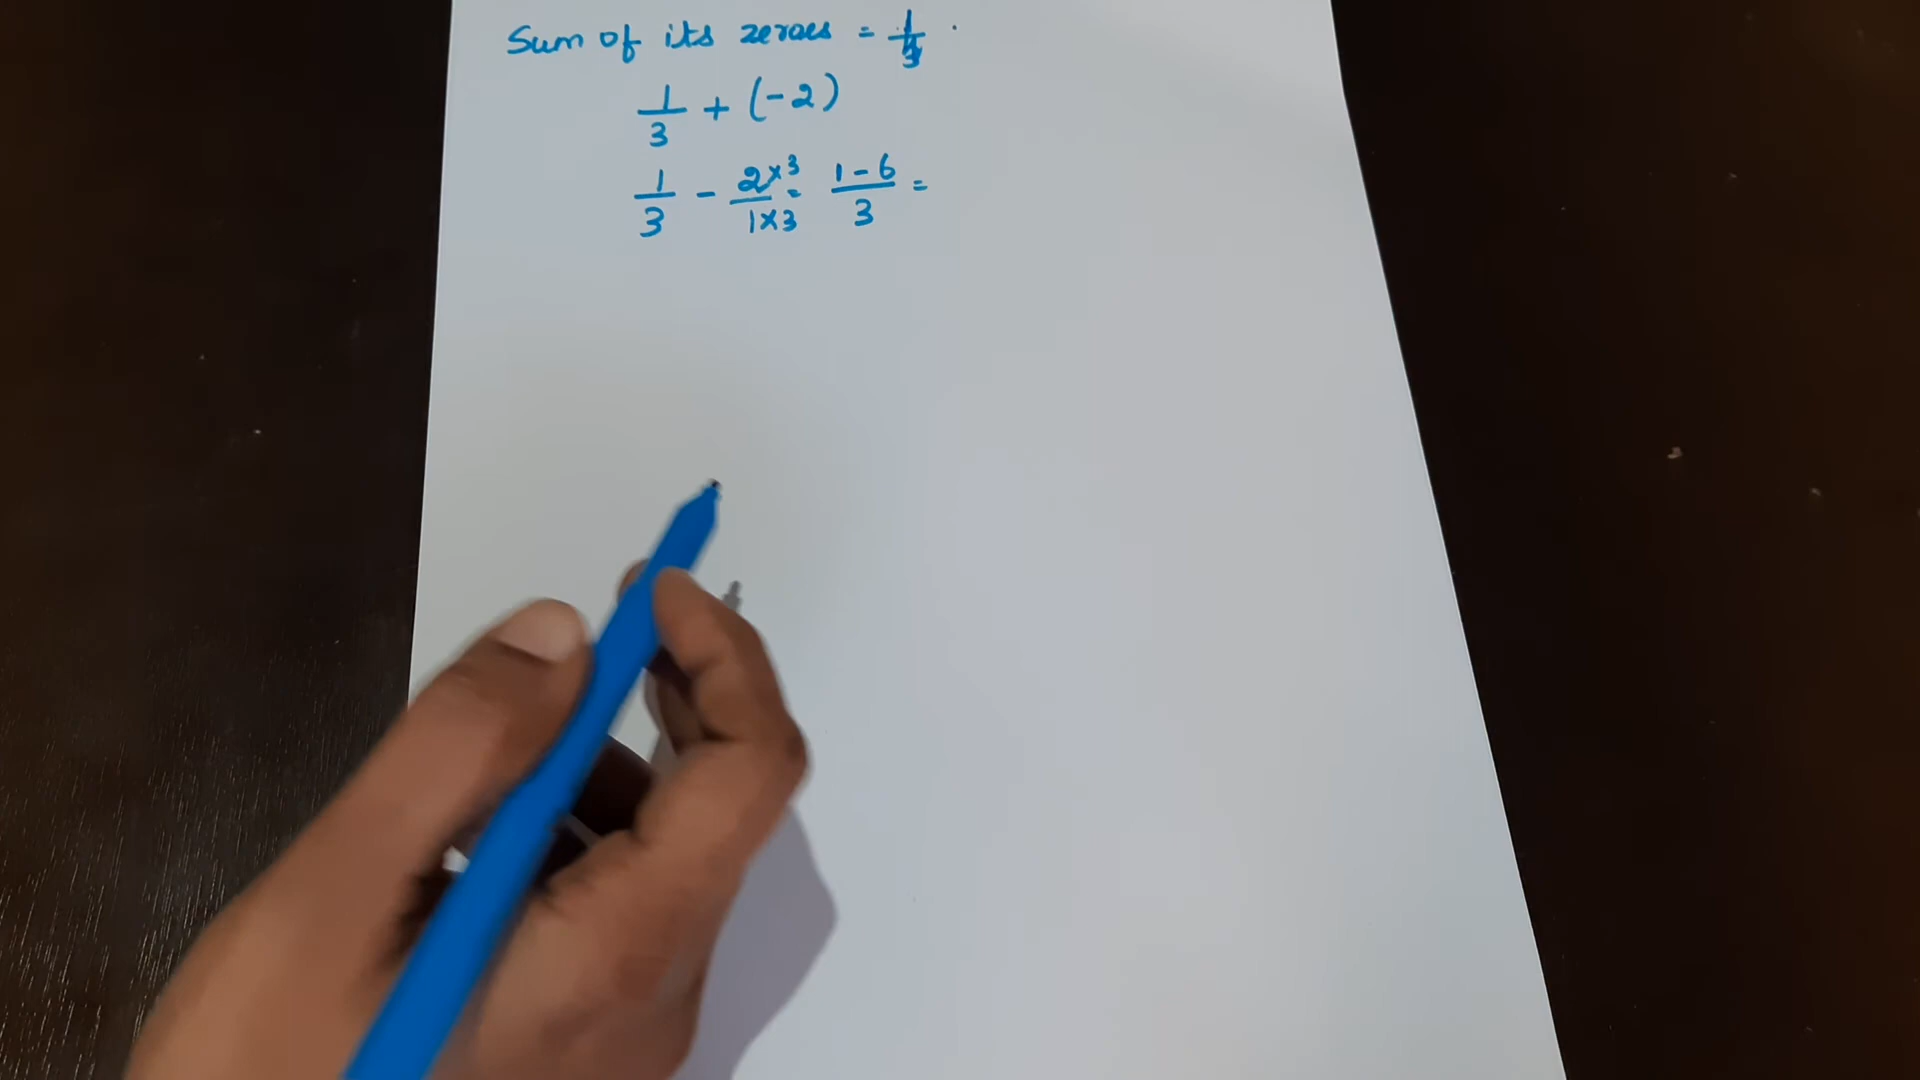 Sum of its zeroes = 1/3 .
1/3 + (-2)
1/3 - 2×3/1×3 = 1-6/3 =